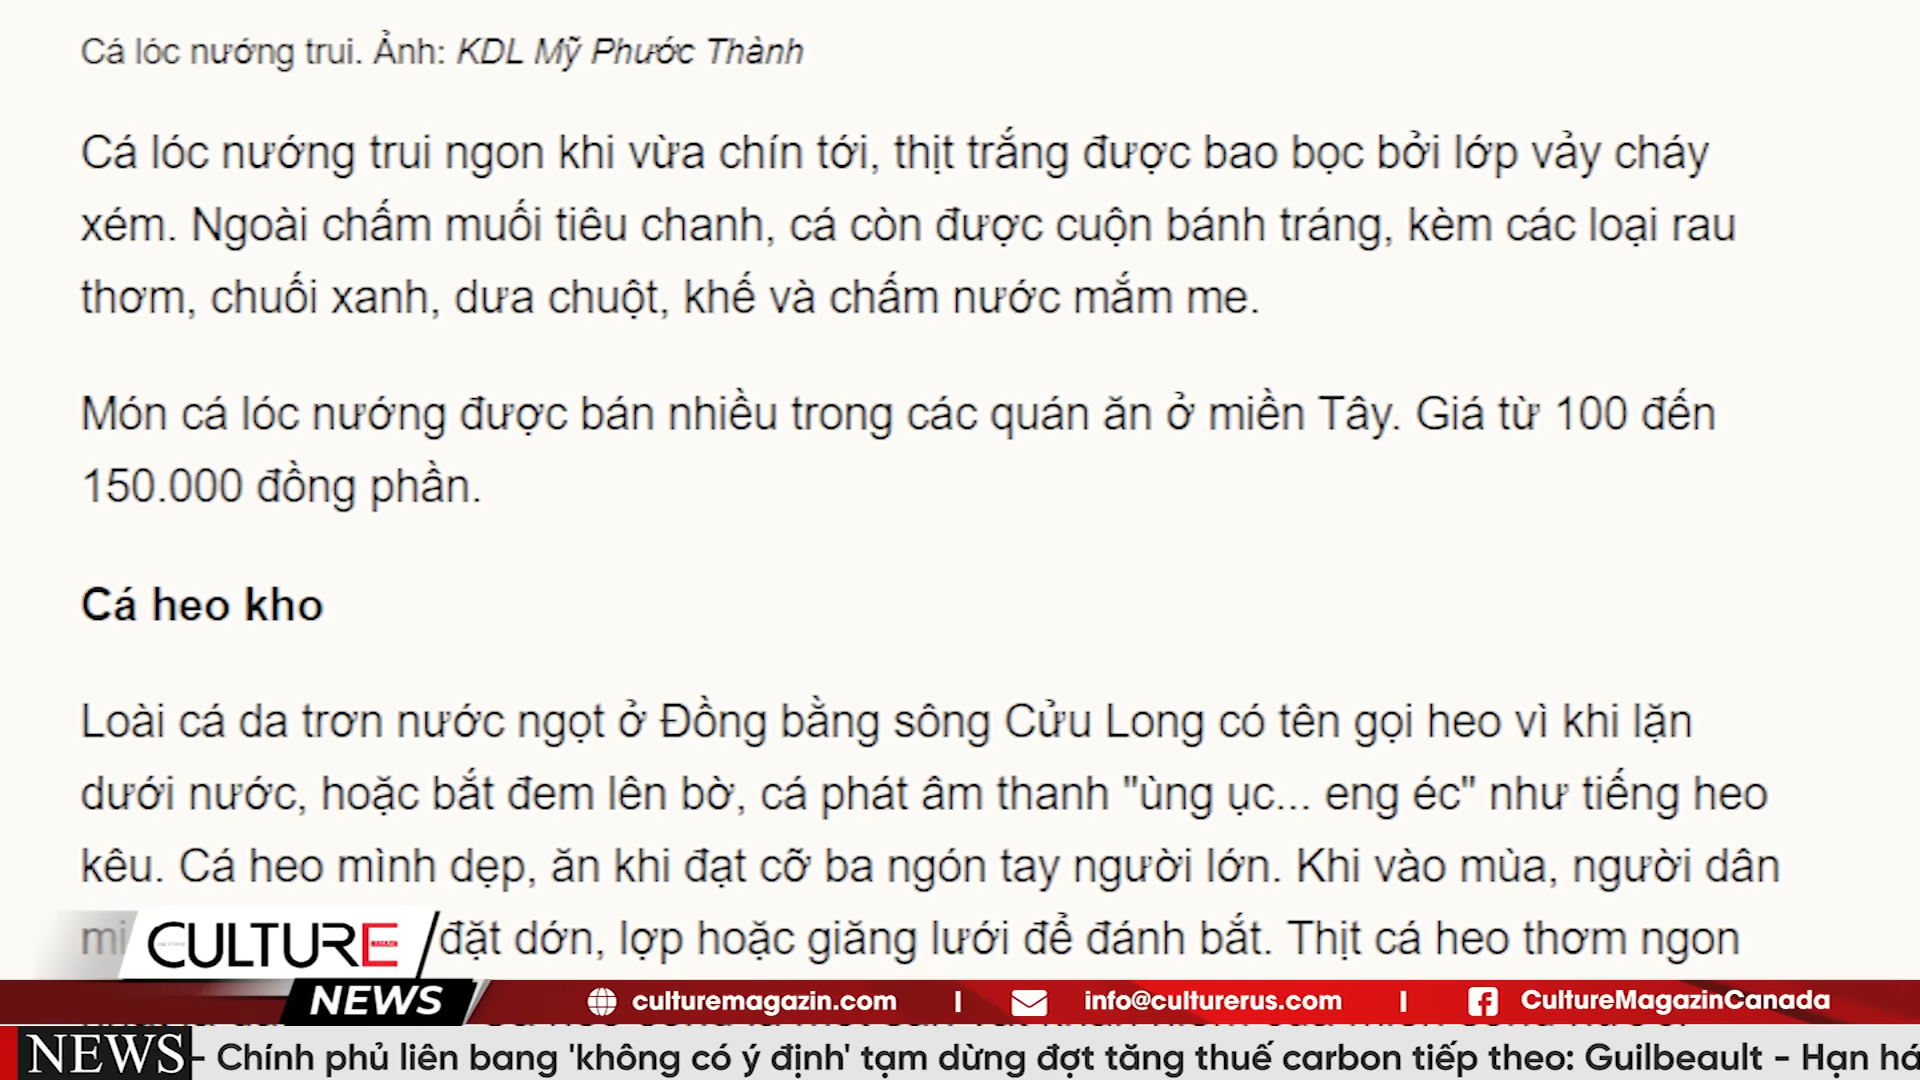 Cá lóc nướng trui. Ảnh: KDL Mỹ Phước Thành
Cá lóc nướng trui ngon khi vừa chín tới, thịt trắng được bao bọc bởi lớp vảy cháy
xém. Ngoài chấm muối tiêu chanh, cá còn được cuộn bánh tráng, kèm các loại rau
thơm, chuối xanh, dưa chuột, khế và chấm nước mắm me.
Món cá lóc nướng được bán nhiều trong các quán ăn ở miền Tây. Giá từ 100 đến
150.000 đồng phần.
Cá heo kho
Loài cá da trơn nước ngọt ở Đồng bằng sông Cửu Long có tên gọi heo vì khi lặn
dưới nước, hoặc bắt đem lên bờ, cá phát âm thanh "ùng ục... eng éc" như tiếng heo
kêu. Cá heo mình dẹp, ăn khi đạt cỡ ba ngón tay người lớn. Khi vào mùa, người dân
đặt dớn, lợp hoặc giăng lưới để đánh bắt. Thịt cá heo thơm ngon
CULTURE
NEWS
culturemagazin.com | info@culturerus.com | CultureMagazinCanada
NEWS - Chính phủ liên bang 'không có ý định' tạm dừng đợt tăng thuế carbon tiếp theo: Guilbeault - Hạn